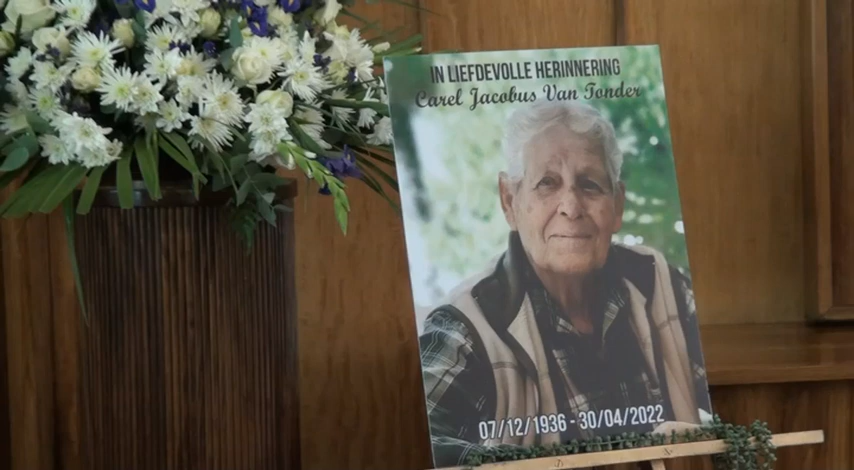 IN LIEFDEVOLLE HERINNERING
Carel Jacobus Van Tonder
07/12/1936 - 30/04/2022